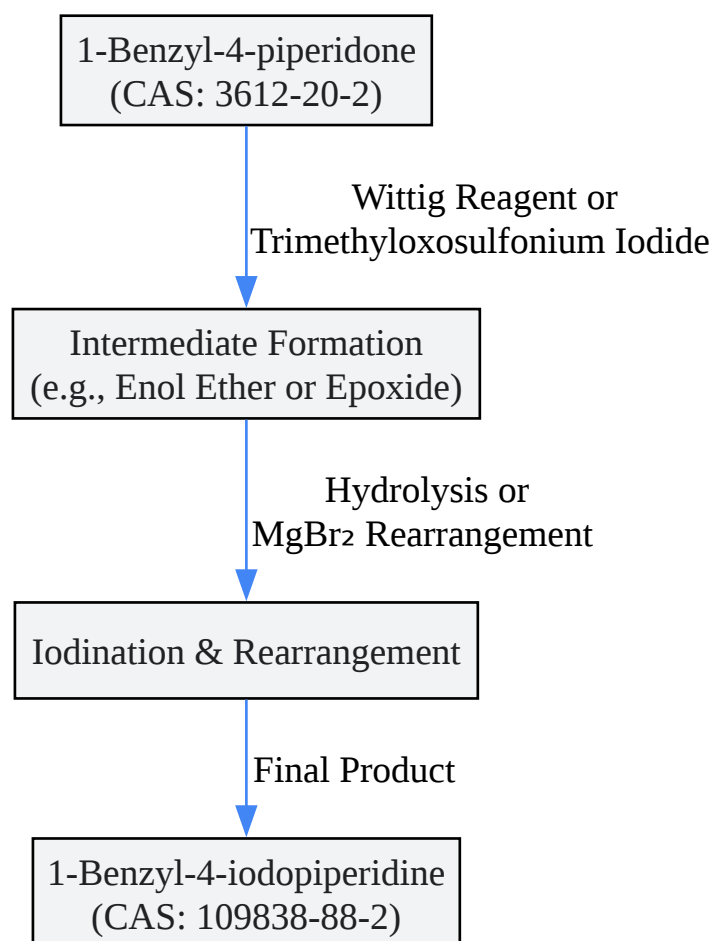 1-Benzyl-4-piperidone
(CAS: 3612-20-2)
Wittig Reagent or
Trimethyloxosulfonium Iodide
Intermediate Formation
(e.g., Enol Ether or Epoxide)
Hydrolysis or
MgBr₂ Rearrangement
Iodination & Rearrangement
Final Product
1-Benzyl-4-iodopiperidine
(CAS: 109838-88-2)